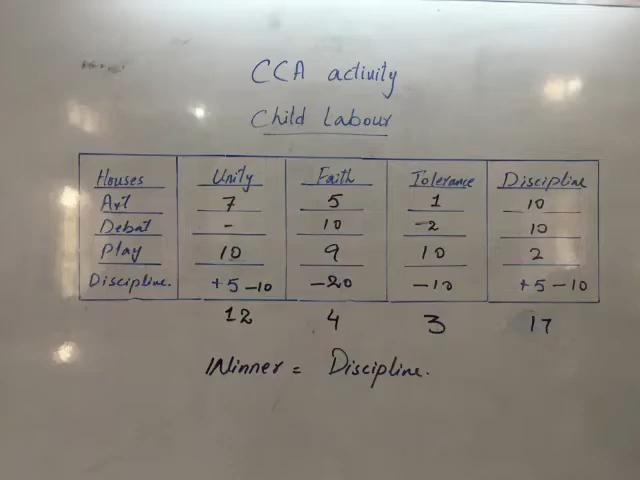 CCA activity
Child Labour
Houses Unity Faith Tolerance Discipline
Art 7 5 1 10
Debat - 10 -2 10
Play 10 9 10 2
Discipline. +5 -10 -20 -10 +5 -10
12 4 3 17
Winner = Discipline.